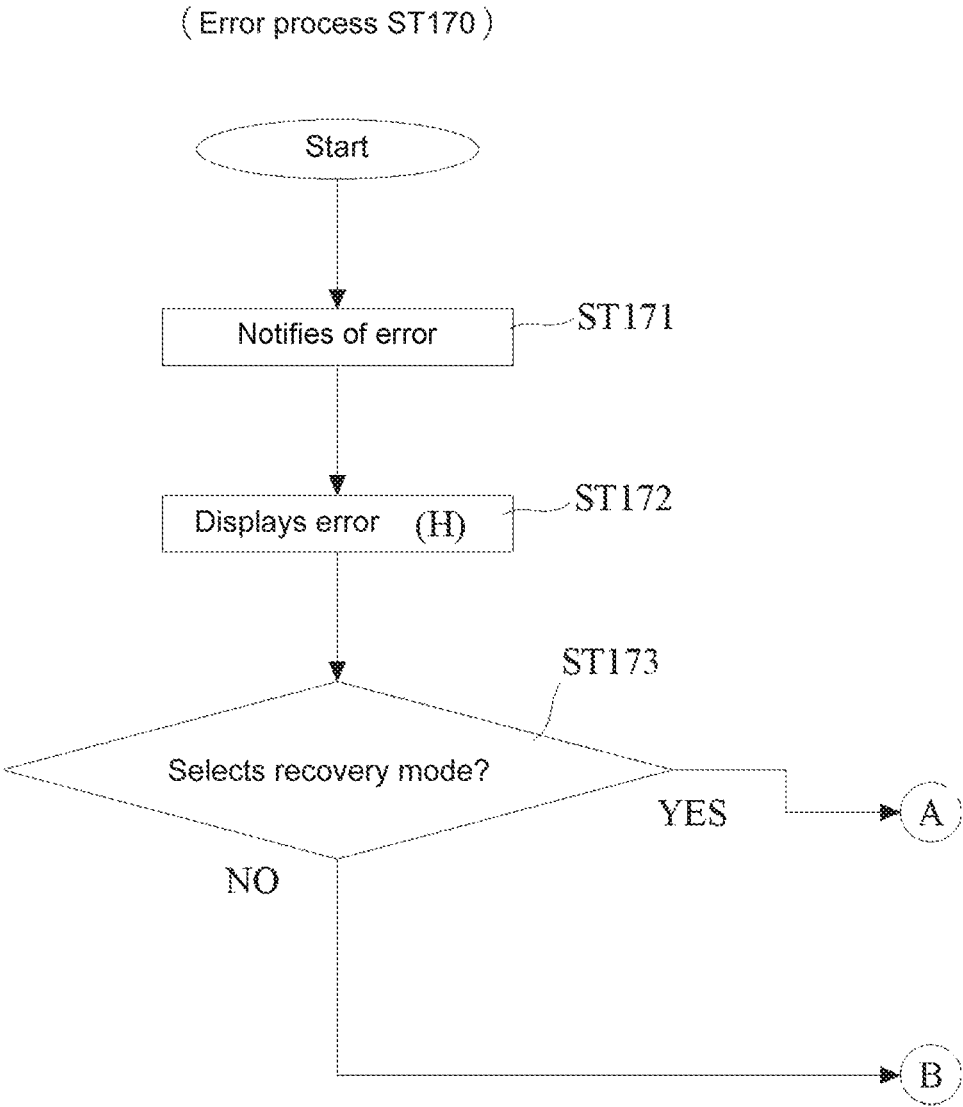 (Error process ST170)
Start
Notifies of error
ST171
Displays error (H)
ST172
ST173
Selects recovery mode?
YES
A
NO
B